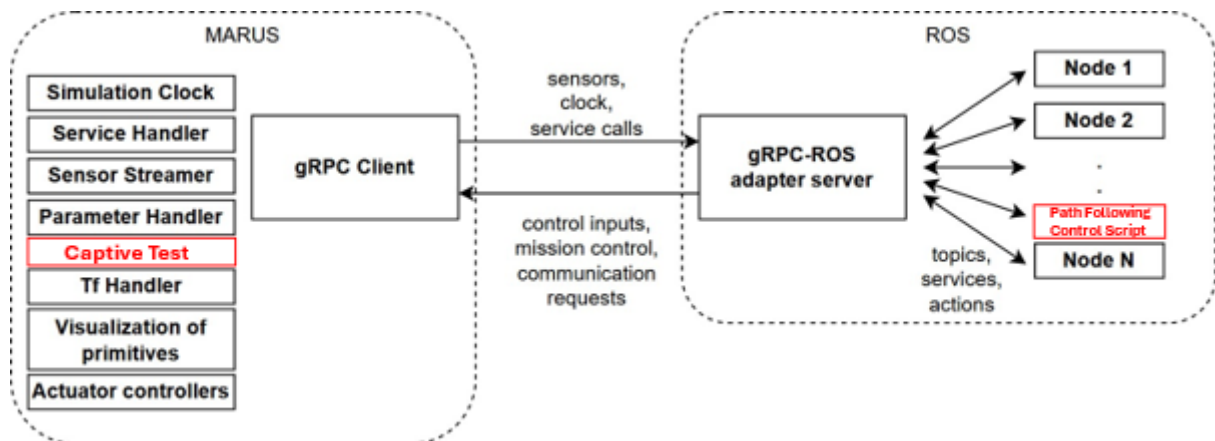 MARUS
Simulation Clock
Service Handler
Sensor Streamer
Parameter Handler
Captive Test
Tf Handler
Visualization of
primitives
Actuator controllers
gRPC Client
sensors,
clock,
service calls
control inputs,
mission control,
communication
requests
ROS
gRPC-ROS
adapter server
topics,
services,
actions
Node 1
Node 2
.
.
Path Following
Control Script
Node N